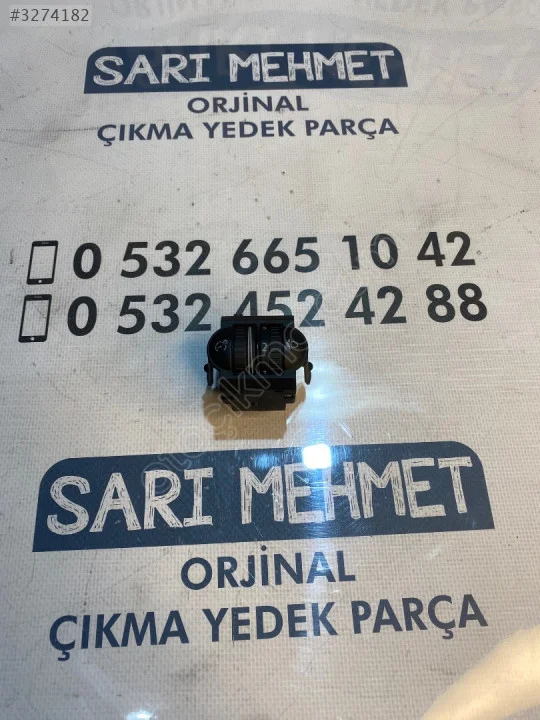 #3274182
SARI MEHMET
ORJİNAL
ÇIKMA YEDEK PARÇA
0 532 665 10 42
0 532 452 42 88
2
SARI MEHMET
ORJİNAL
ÇIKMA YEDEK PARÇA